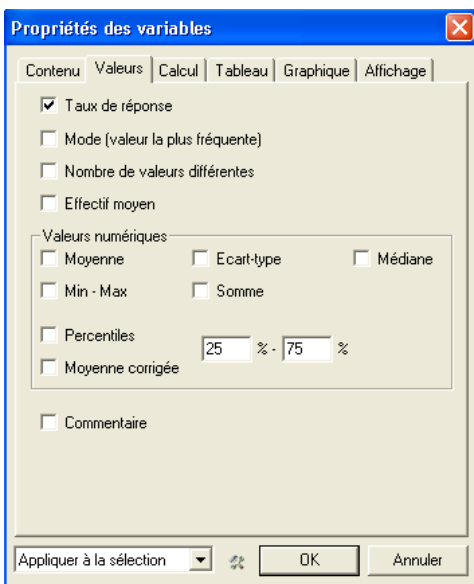 Propriétés des variables
Contenu Valeurs Calcul Tableau Graphique Affichage
Taux de réponse
Mode (valeur la plus fréquente)
Nombre de valeurs différentes
Effectif moyen
Valeurs numériques
Moyenne Ecart-type Médiane
Min - Max Somme
Percentiles
25 % - 75 %
Moyenne corrigée
Commentaire
Appliquer à la sélection OK Annuler